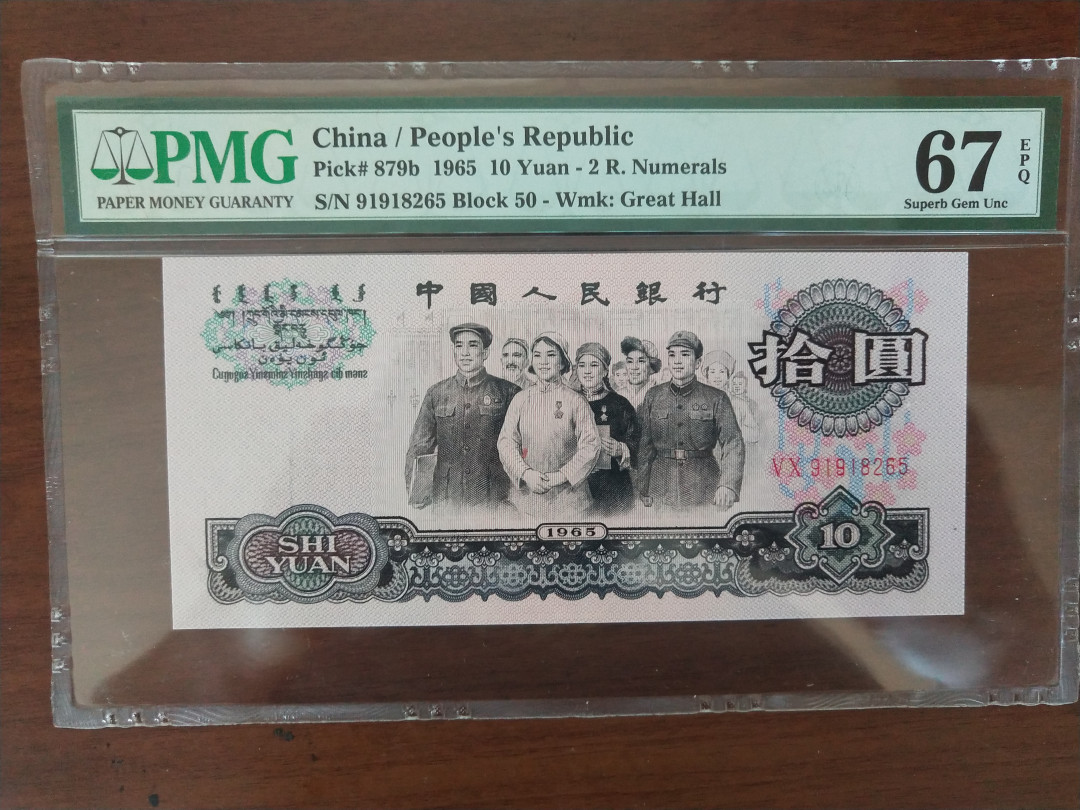 PMG
PAPER MONEY GUARANTY
China / People's Republic
Pick# 879b 1965 10 Yuan - 2 R. Numerals
S/N 91918265 Block 50 - Wmk: Great Hall
67
EPQ
Superb Gem Unc
中國人民銀行
拾圓
VX 91918265
1965
SHI
YUAN
10